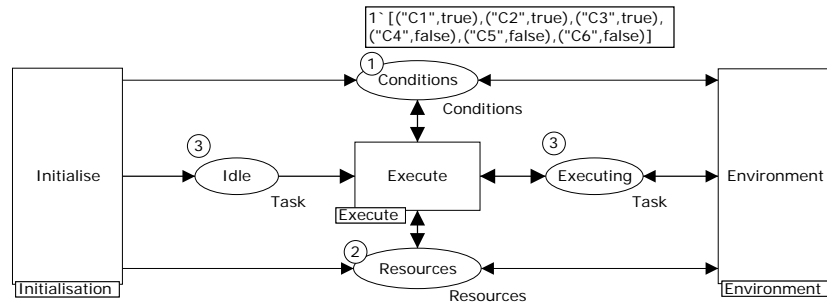 1`[("C1",true),("C2",true),("C3",true),
("C4",false),("C5",false),("C6",false)]
1
Conditions
Conditions
3
3
Initialise
Idle
Execute
Executing
Environment
Task
Task
Execute
2
Resources
Initialisation
Environment
Resources